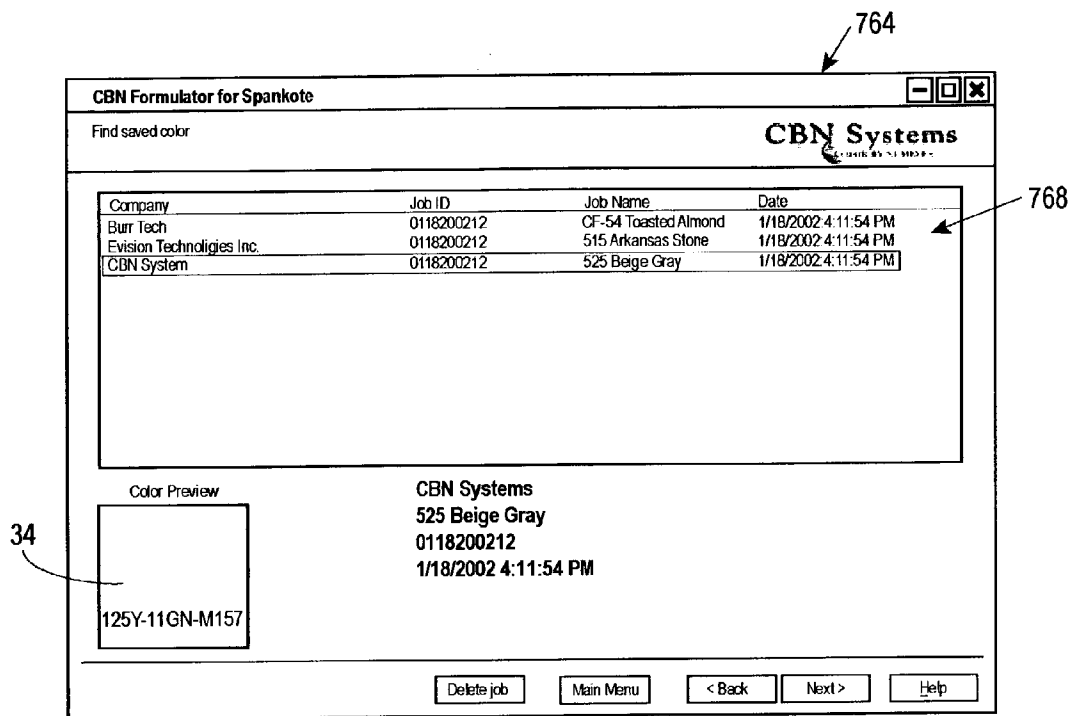 764
CBN Formulator for Spankote
Find saved color
CBN Systems
768
Company Job ID Job Name Date
Burr Tech 0118200212 CF-54 Toasted Almond 1/18/2002 4:11:54 PM
Evision Technoligies Inc. 0118200212 515 Arkansas Stone 1/18/2002 4:11:54 PM
CBN System 0118200212 525 Beige Gray 1/18/2002 4:11:54 PM
Color Preview
CBN Systems
525 Beige Gray
0118200212
1/18/2002 4:11:54 PM
34
125Y-11GN-M157
Delete job Main Menu < Back Next > Help